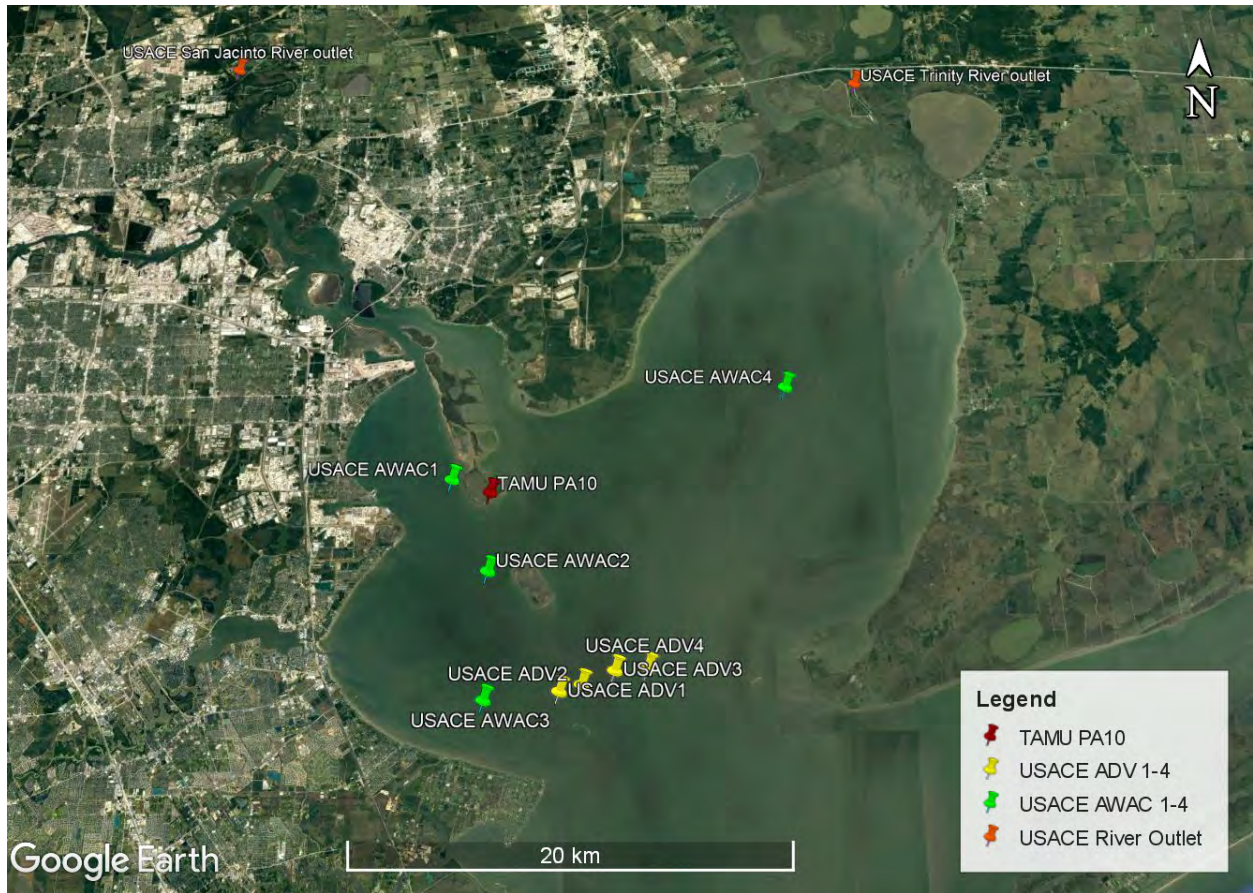 USACE San Jacinto River outlet
USACE Trinity River outlet
N
USACE AWAC4
USACE AWAC1
TAMU PA10
USACE AWAC2
USACE ADV4
USACE ADV3
USACE ADV2
USACE ADV1
USACE AWAC3
Legend
TAMU PA10
USACE ADV 1-4
USACE AWAC 1-4
USACE River Outlet
Google Earth
20 km